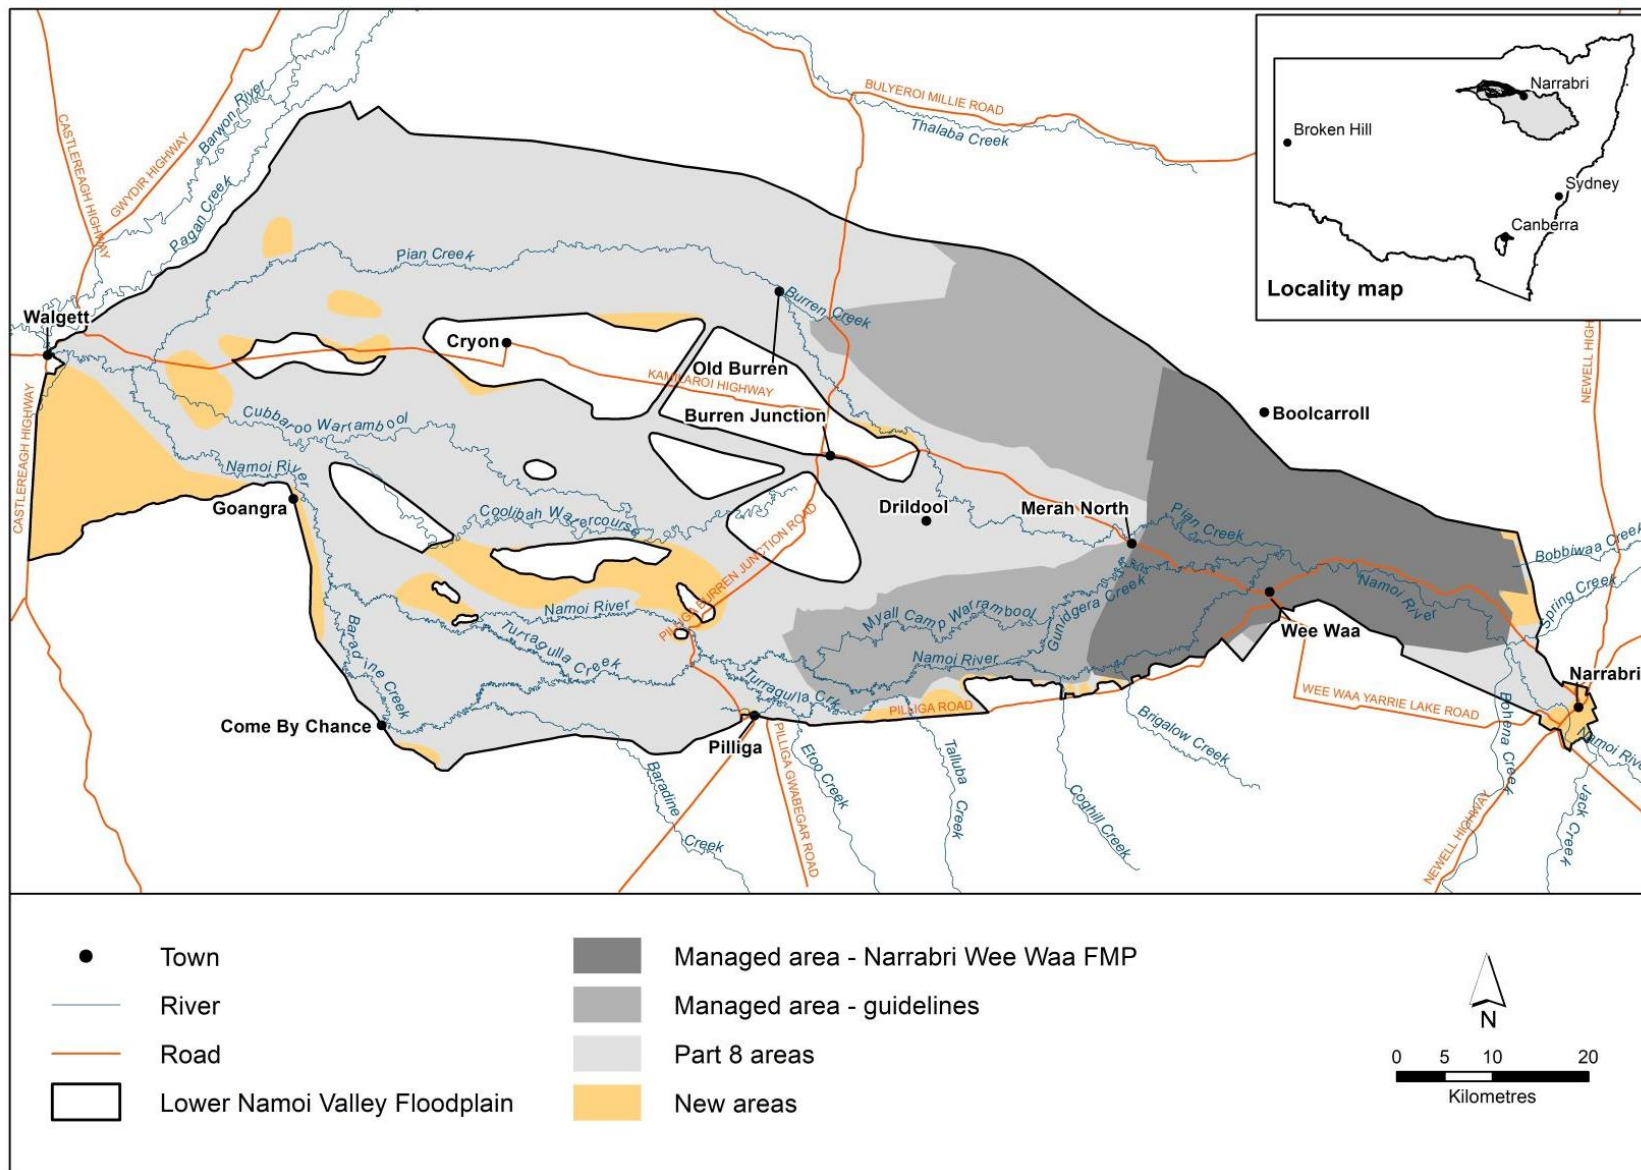 BULYEROI MILLIE ROAD
Thalaba Creek
CASTLEREAGH HIGHWAY
GWYDIR HIGHWAY
Barwon River
Pagan Creek
Narrabri
Broken Hill
Sydney
Canberra
Locality map
Pian Creek
Burren Creek
Walgett
Cryon
Old Burren
KAMILAROI HIGHWAY
Burren Junction
Boolcarroll
NEWELL HIGH
CASTLEREAGH HIGHWAY
Cubbaroo Warrambool
Namoi River
Goangra
Coolibah Watercourse
Drildool
Merah North
Pian Creek
Bobbiwaa Creek
Spring Creek
PILLIGA BURREN JUNCTION ROAD
Namoi River
Turragulla Creek
Baradine Creek
Myall Camp Warrambool
Gunidgera Creek
Namoi River
Namoi River
Wee Waa
Narrabri
Come By Chance
Turragulla Crk
Pilliga
PILLIGA ROAD
WEE WAA YARRIE LAKE ROAD
Bohena Creek
Namoi River
Baradine Creek
PILLIGA GWABEGAR ROAD
Etoo Creek
Talluba Creek
Coghill Creek
Brigalow Creek
NEWELL HIGHWAY
Jack Creek
Town
River
Road
Lower Namoi Valley Floodplain
Managed area - Narrabri Wee Waa FMP
Managed area - guidelines
Part 8 areas
New areas
N
0 5 10 20
Kilometres